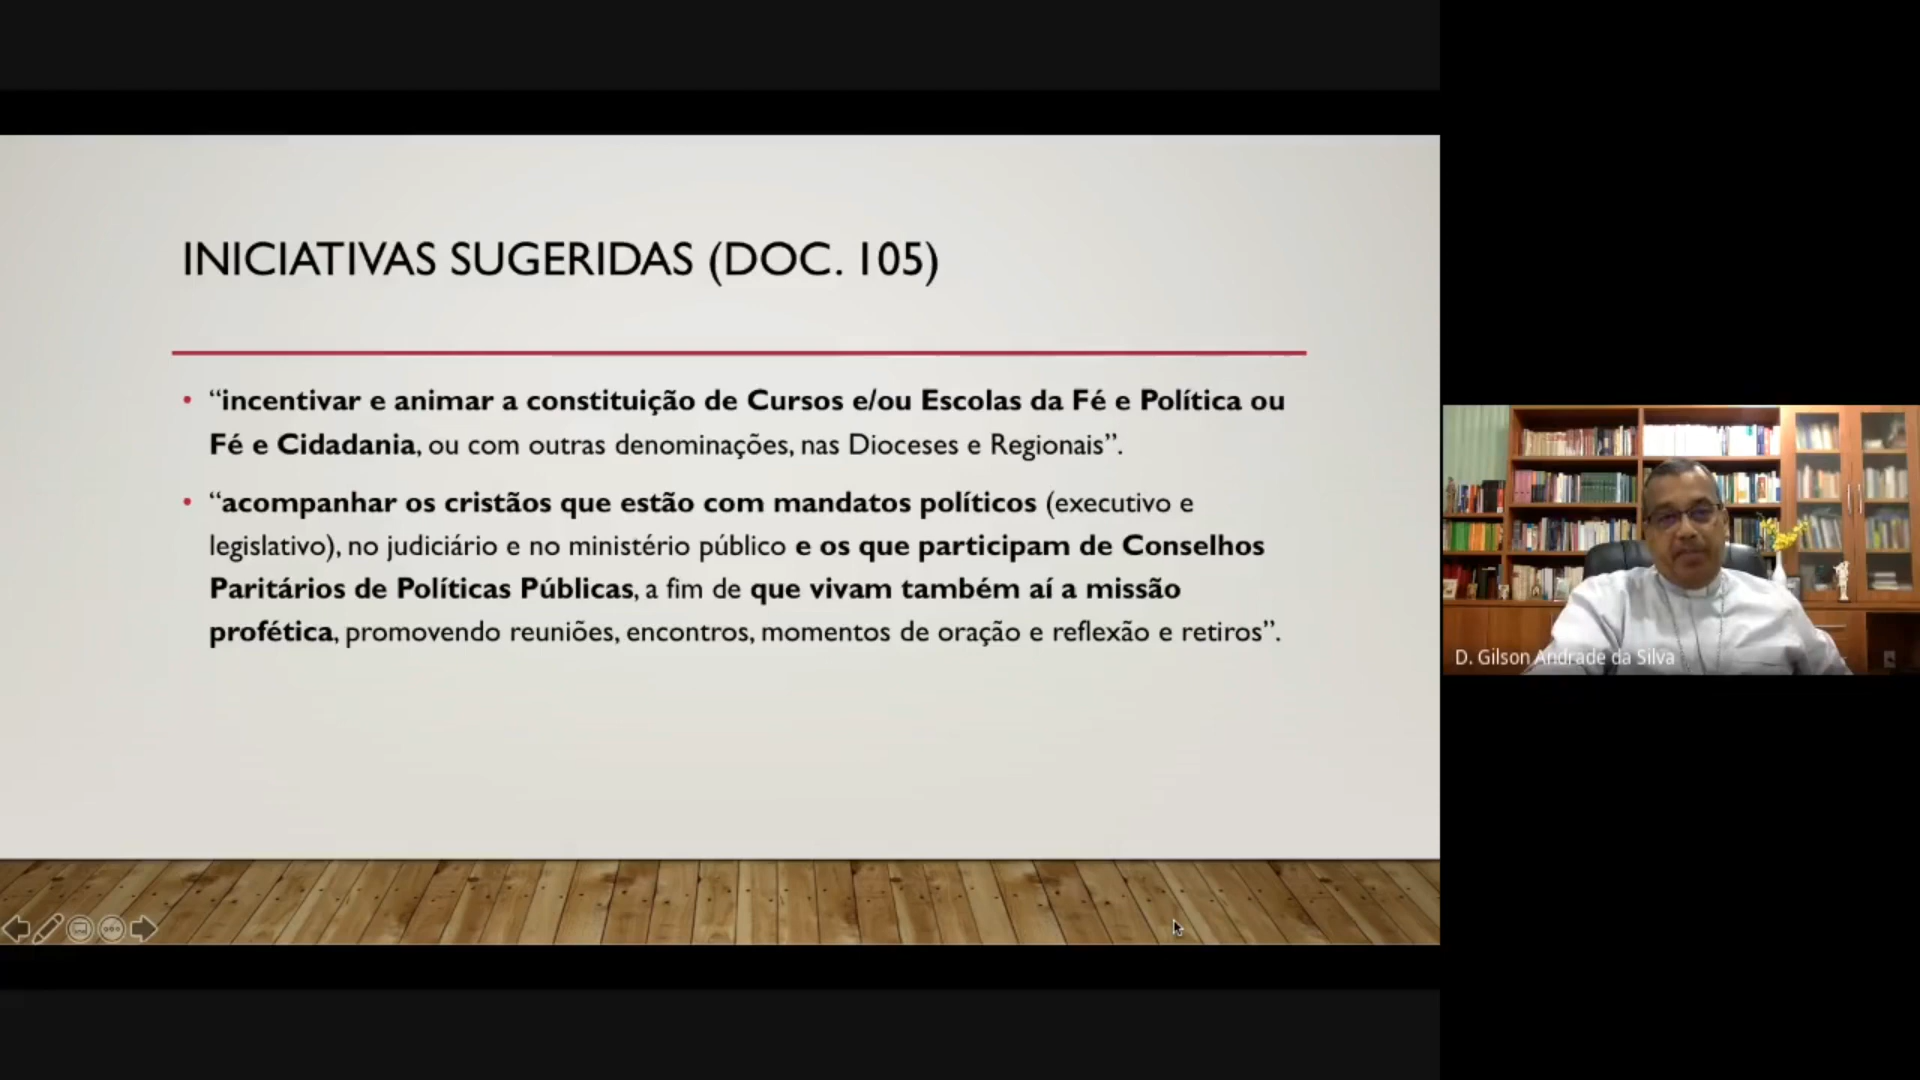 INICIATIVAS SUGERIDAS (DOC. 105)
• “incentivar e animar a constituição de Cursos e/ou Escolas da Fé e Política ou
Fé e Cidadania, ou com outras denominações, nas Dioceses e Regionais”.
• “acompanhar os cristãos que estão com mandatos políticos (executivo e
legislativo), no judiciário e no ministério público e os que participam de Conselhos
Paritários de Políticas Públicas, a fim de que vivam também aí a missão
profética, promovendo reuniões, encontros, momentos de oração e reflexão e retiros”.
D. Gilson Andrade da Silva